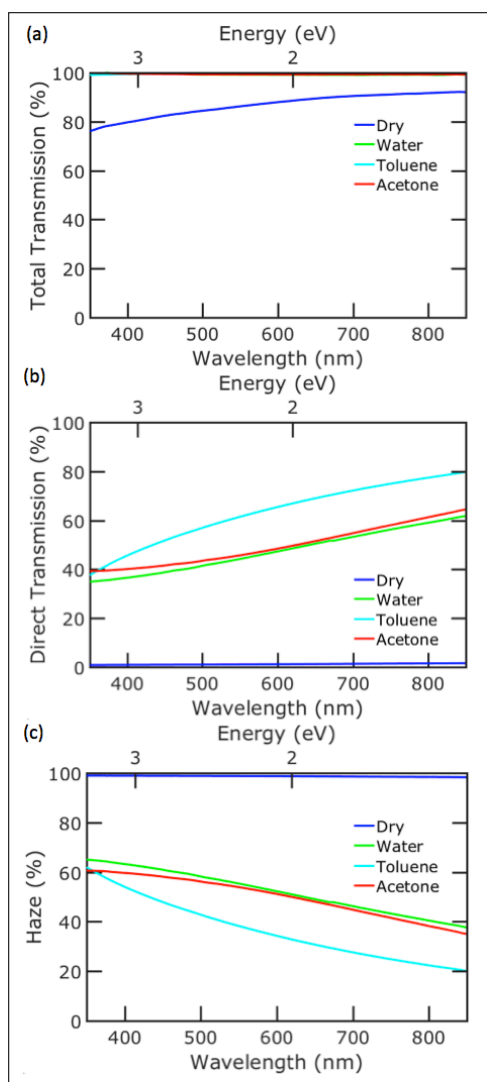 (a)
Energy (eV)
3 2
100
80
60
40
20
0
Total Transmission (%)
Dry
Water
Toluene
Acetone
400 500 600 700 800
Wavelength (nm)
(b)
Energy (eV)
3 2
100
80
60
40
20
0
Direct Transmission (%)
Dry
Water
Toluene
Acetone
400 500 600 700 800
Wavelength (nm)
(c)
Energy (eV)
3 2
100
80
60
40
20
0
Haze (%)
Dry
Water
Toluene
Acetone
400 500 600 700 800
Wavelength (nm)